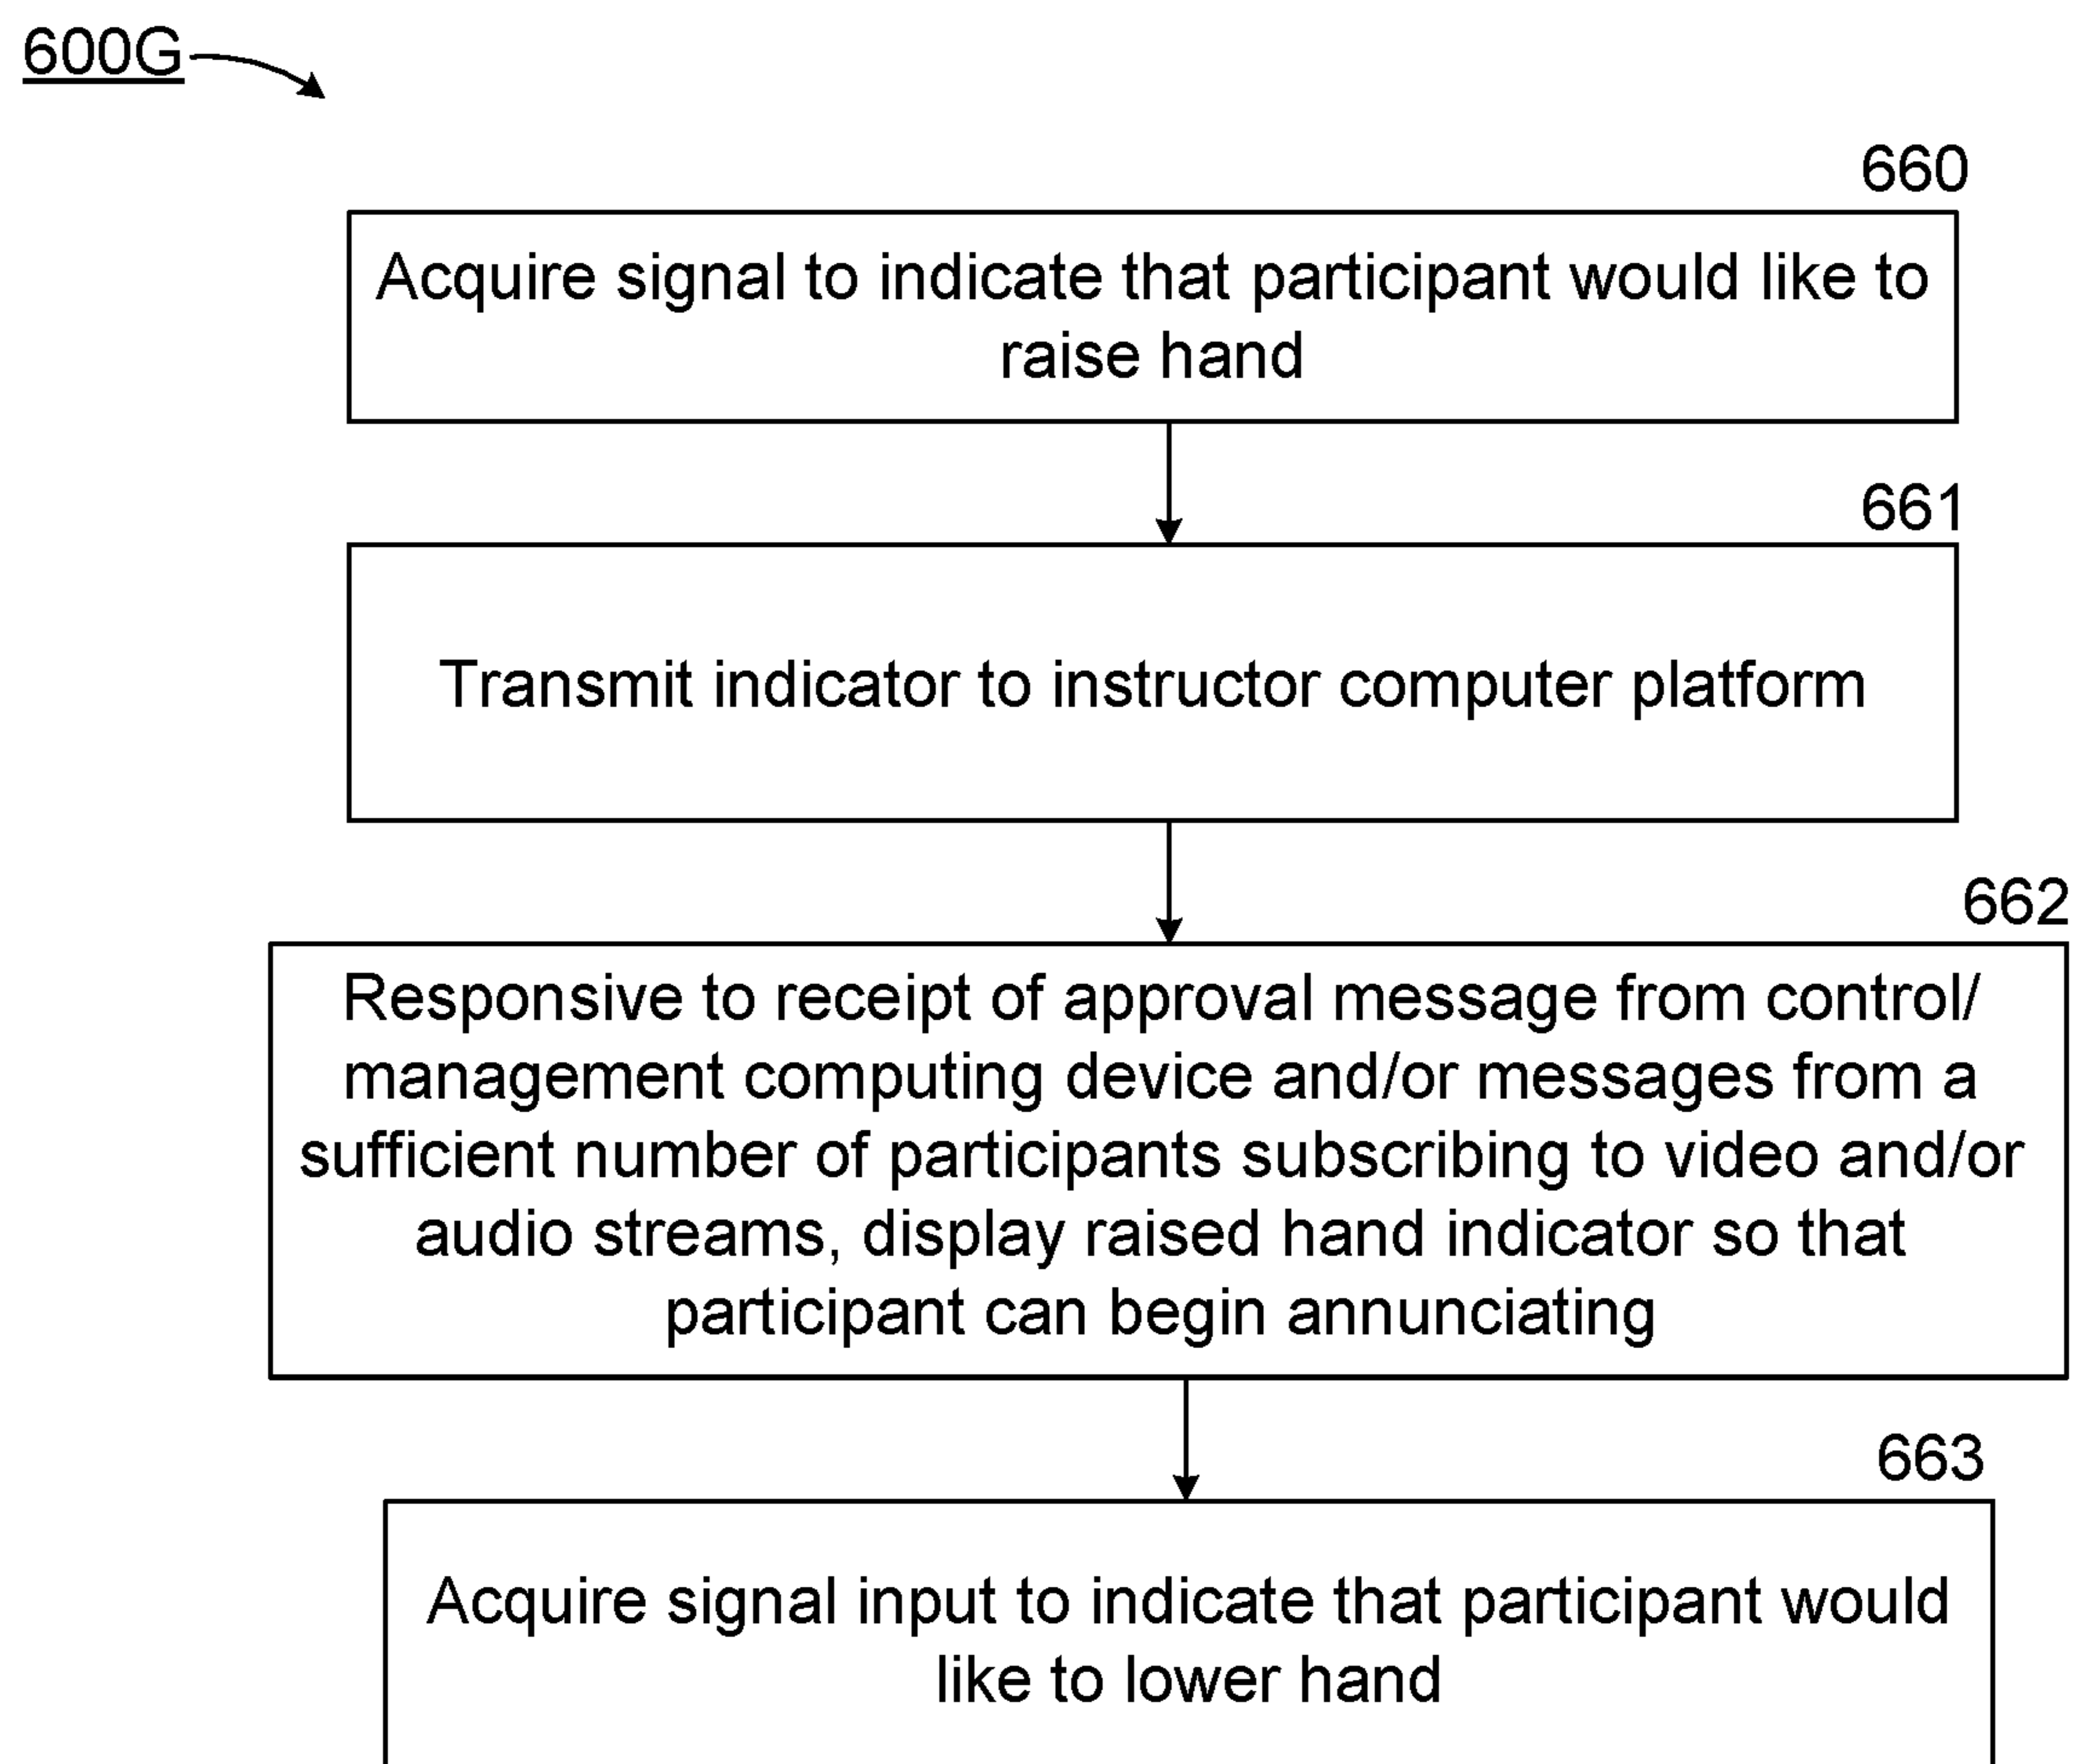 600G
660
Acquire signal to indicate that participant would like to
raise hand
661
Transmit indicator to instructor computer platform
662
Responsive to receipt of approval message from control/
management computing device and/or messages from a
sufficient number of participants subscribing to video and/or
audio streams, display raised hand indicator so that
participant can begin annunciating
663
Acquire signal input to indicate that participant would
like to lower hand